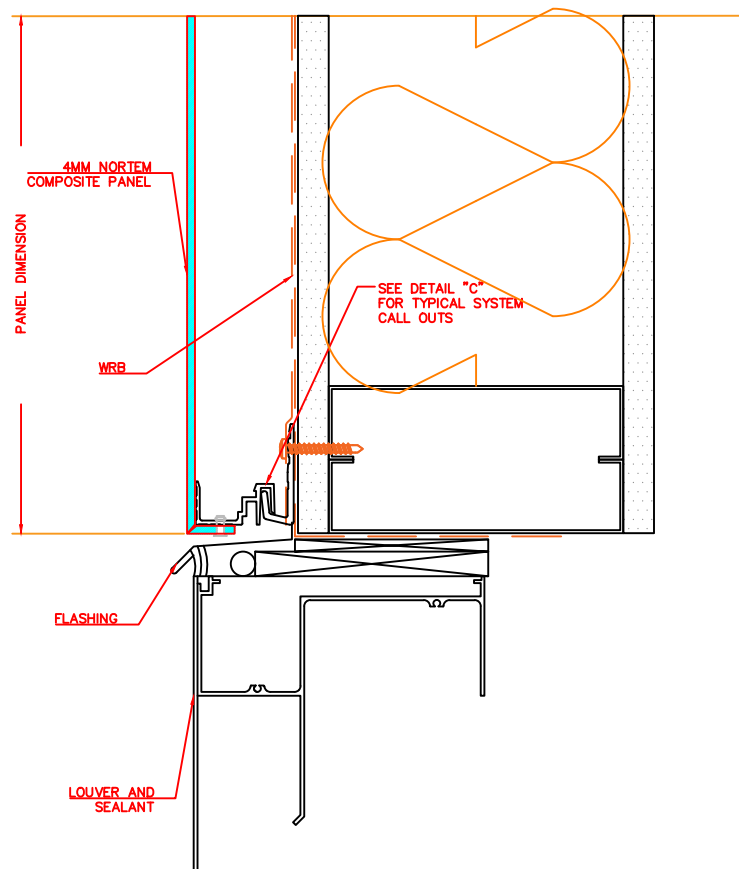 4MM NORTEM
COMPOSITE PANEL
PANEL DIMENSION
SEE DETAIL "C"
FOR TYPICAL SYSTEM
CALL OUTS
WRB
FLASHING
LOUVER AND
SEALANT